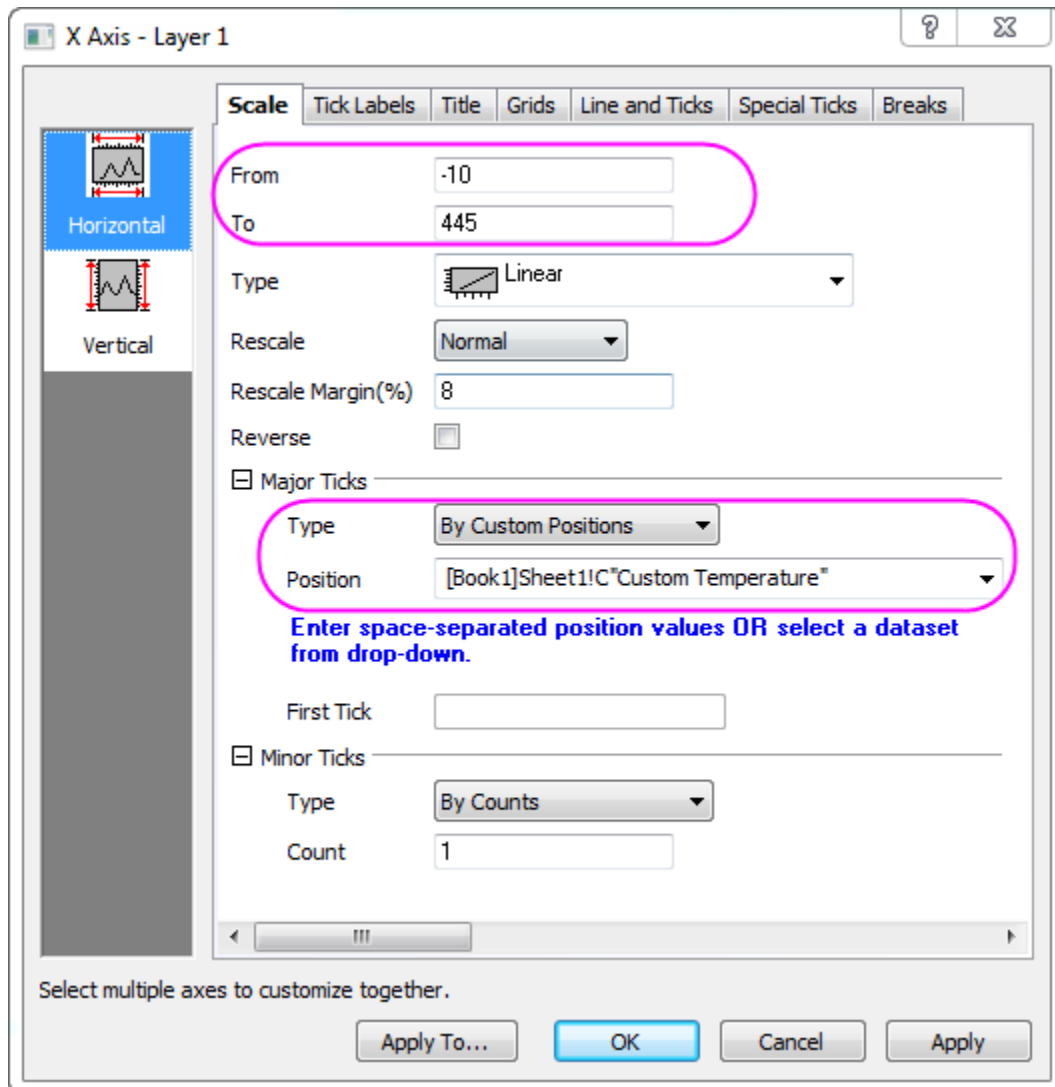 X Axis - Layer 1
Scale Tick Labels Title Grids Line and Ticks Special Ticks Breaks
Horizontal
Vertical
From -10
To 445
Type Linear
Rescale Normal
Rescale Margin(%) 8
Reverse
Major Ticks
Type By Custom Positions
Position [Book1]Sheet1!C"Custom Temperature"
Enter space-separated position values OR select a dataset
from drop-down.
First Tick
Minor Ticks
Type By Counts
Count 1
Select multiple axes to customize together.
Apply To... OK Cancel Apply